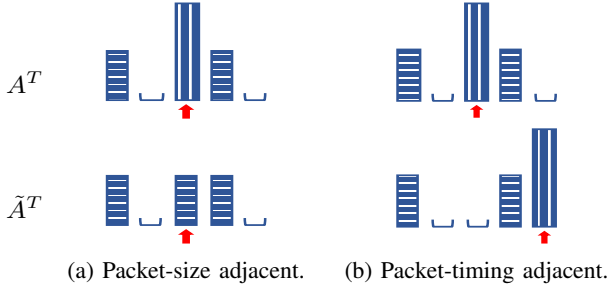 A^T
Ã^T
(a) Packet-size adjacent.
(b) Packet-timing adjacent.